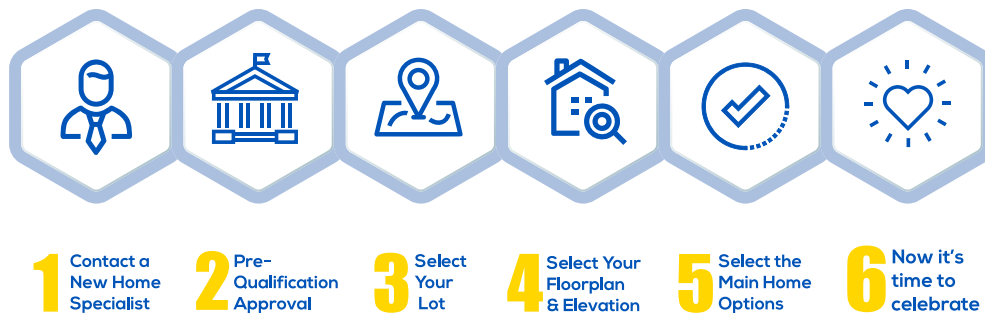 1 Contact a
New Home
Specialist
2 Pre-
Qualification
Approval
3 Select
Your
Lot
4 Select Your
Floorplan
& Elevation
5 Select the
Main Home
Options
6 Now it's
time to
celebrate